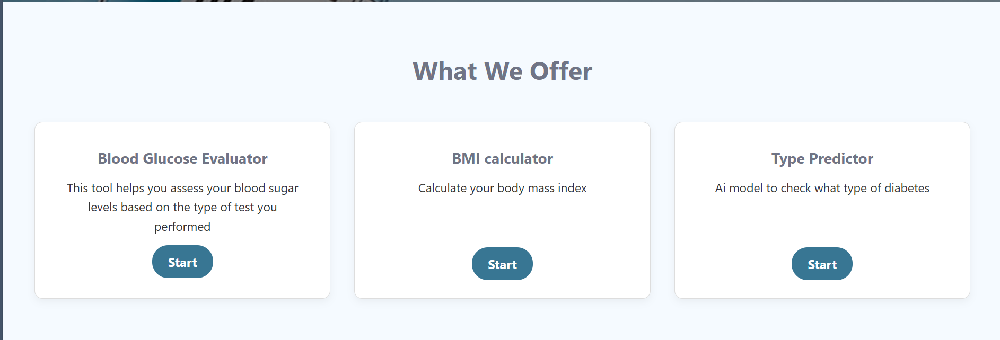 What We Offer
Blood Glucose Evaluator
This tool helps you assess your blood sugar
levels based on the type of test you
performed
Start
BMI calculator
Calculate your body mass index
Start
Type Predictor
Ai model to check what type of diabetes
Start